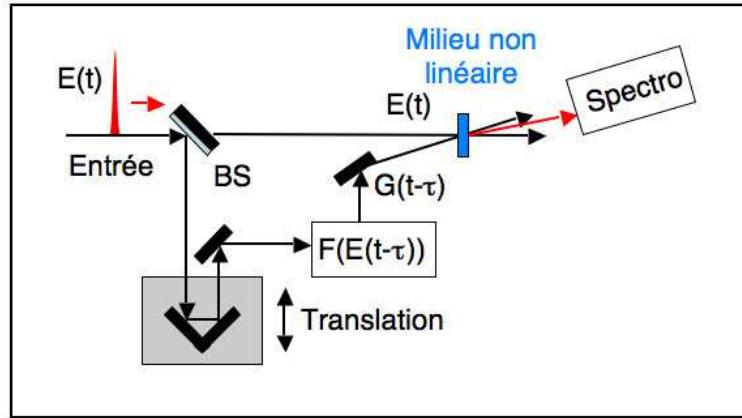 Milieu non
linéaire
E(t)
E(t)
Spectro
Entrée
BS
G(t-τ)
F(E(t-τ))
Translation